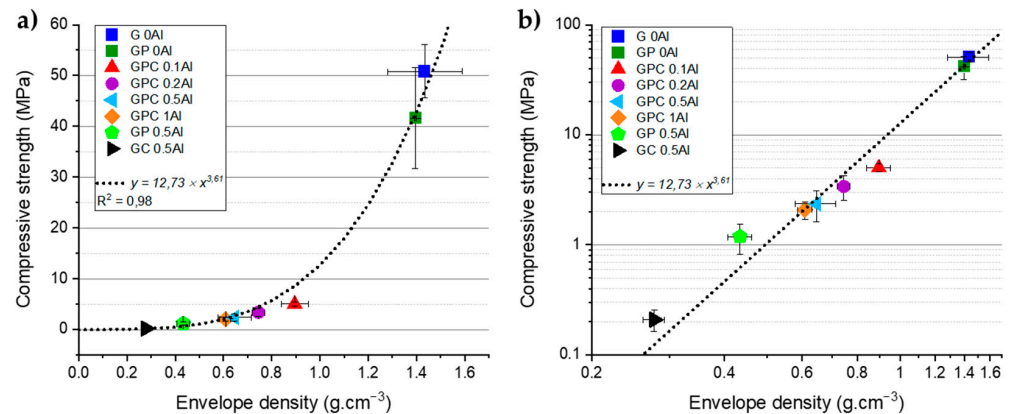 a)
60
50
40
30
20
10
0
Compressive strength (MPa)
G 0Al
GP 0Al
GPC 0.1Al
GPC 0.2Al
GPC 0.5Al
GPC 1Al
GP 0.5Al
GC 0.5Al
y = 12,73 × x^3,61
R² = 0,98
0.0 0.2 0.4 0.6 0.8 1.0 1.2 1.4 1.6
Envelope density (g.cm⁻³)
b)
100
10
1
0.1
Compressive strength (MPa)
G 0Al
GP 0Al
GPC 0.1Al
GPC 0.2Al
GPC 0.5Al
GPC 1Al
GP 0.5Al
GC 0.5Al
y = 12,73 × x^3,61
0.2 0.4 0.6 0.8 1 1.2 1.4 1.6
Envelope density (g.cm⁻³)